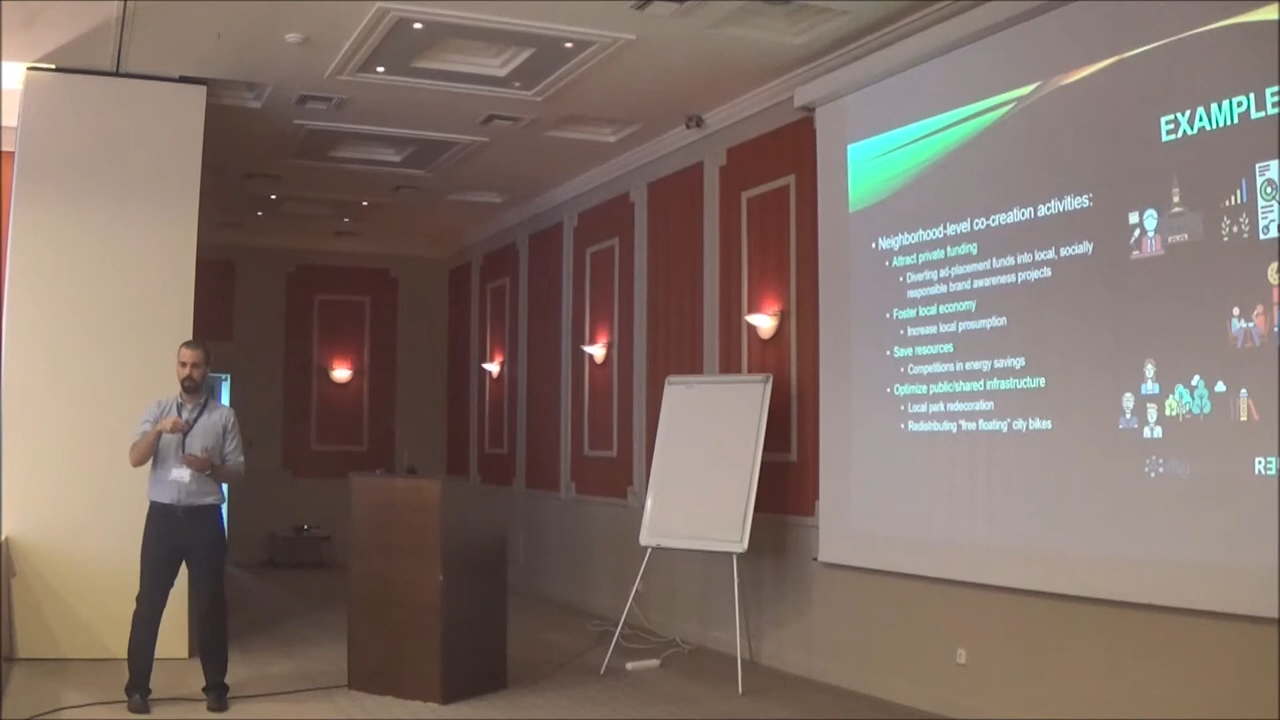 EXAMPLE
• Neighborhood-level co-creation activities:
• Attract private funding
• Diverting ad-placement funds into local, socially
responsible brand awareness projects
• Foster local economy
• Increase local prosumption
• Save resources
• Competitions in energy savings
• Optimize public/shared infrastructure
• Local park redecoration
• Redistributing "free floating" city bikes